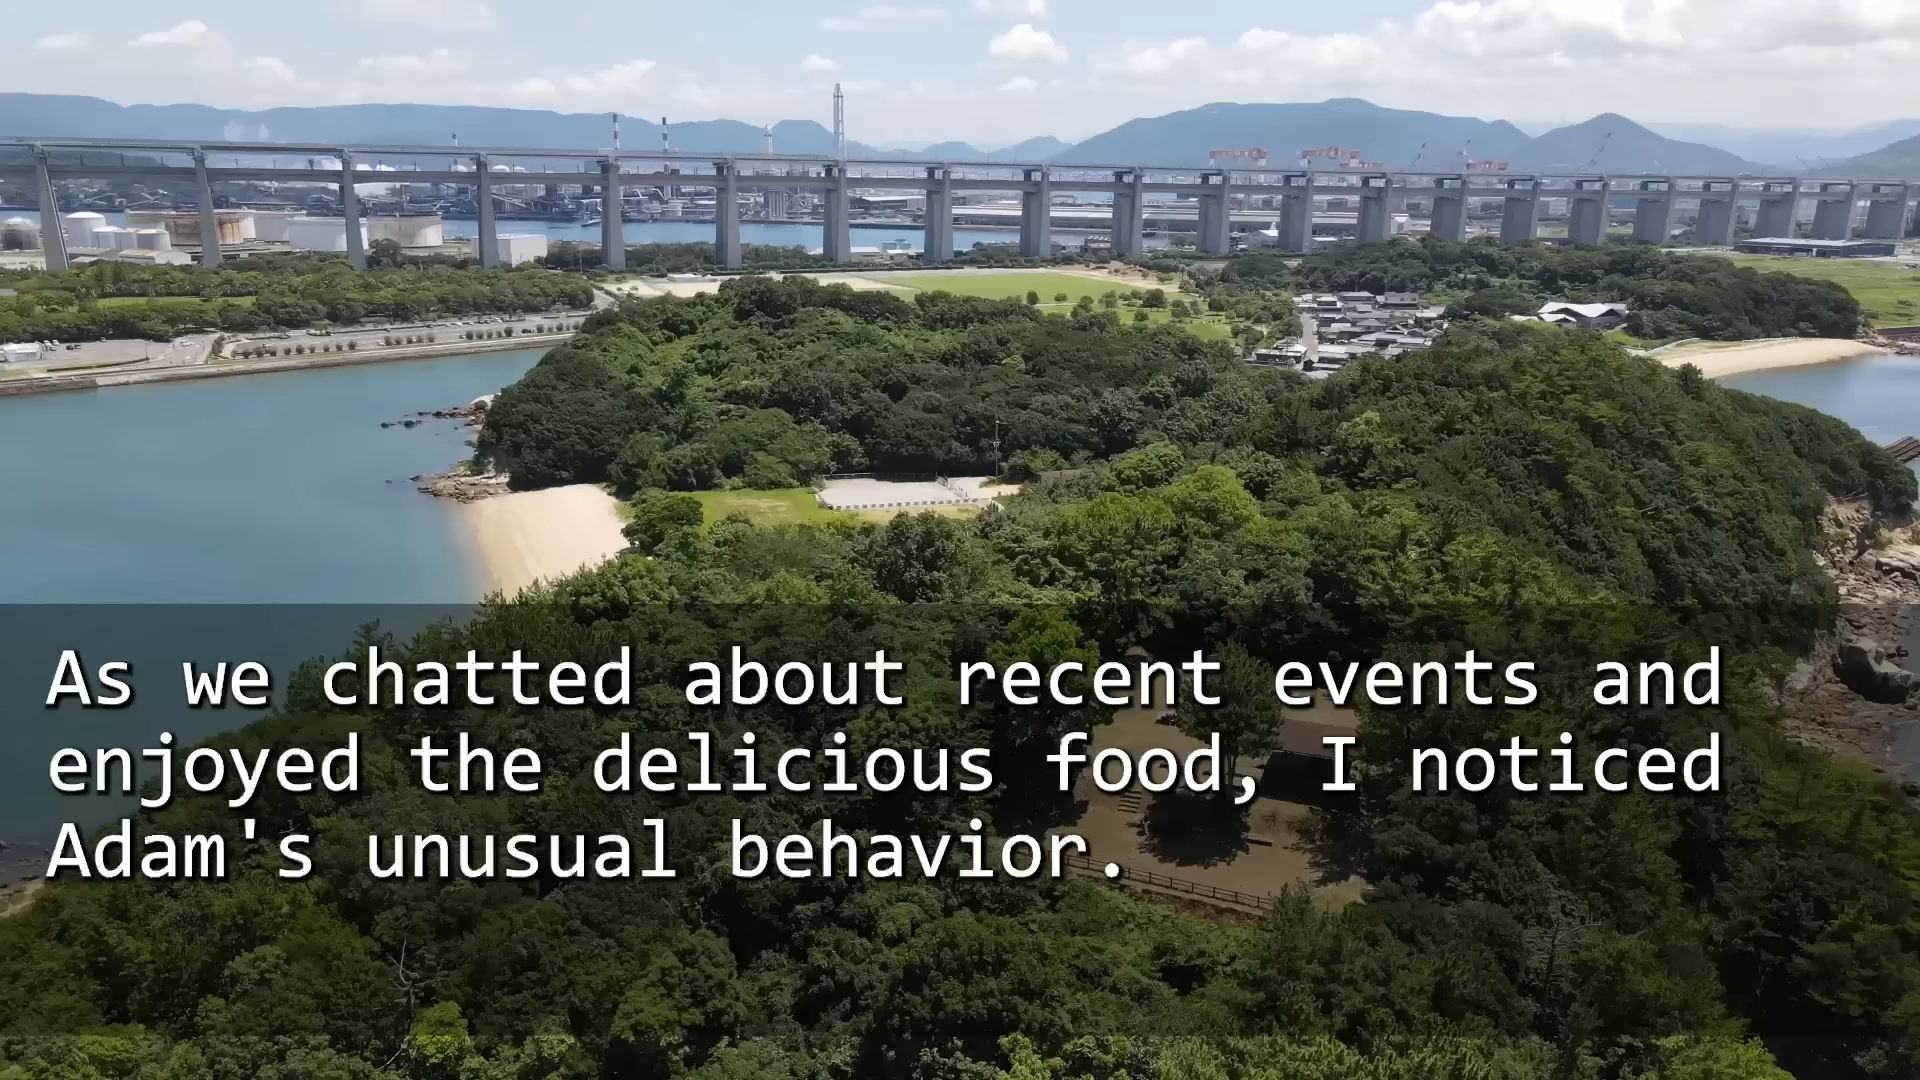 As we chatted about recent events and
enjoyed the delicious food, I noticed
Adam's unusual behavior.